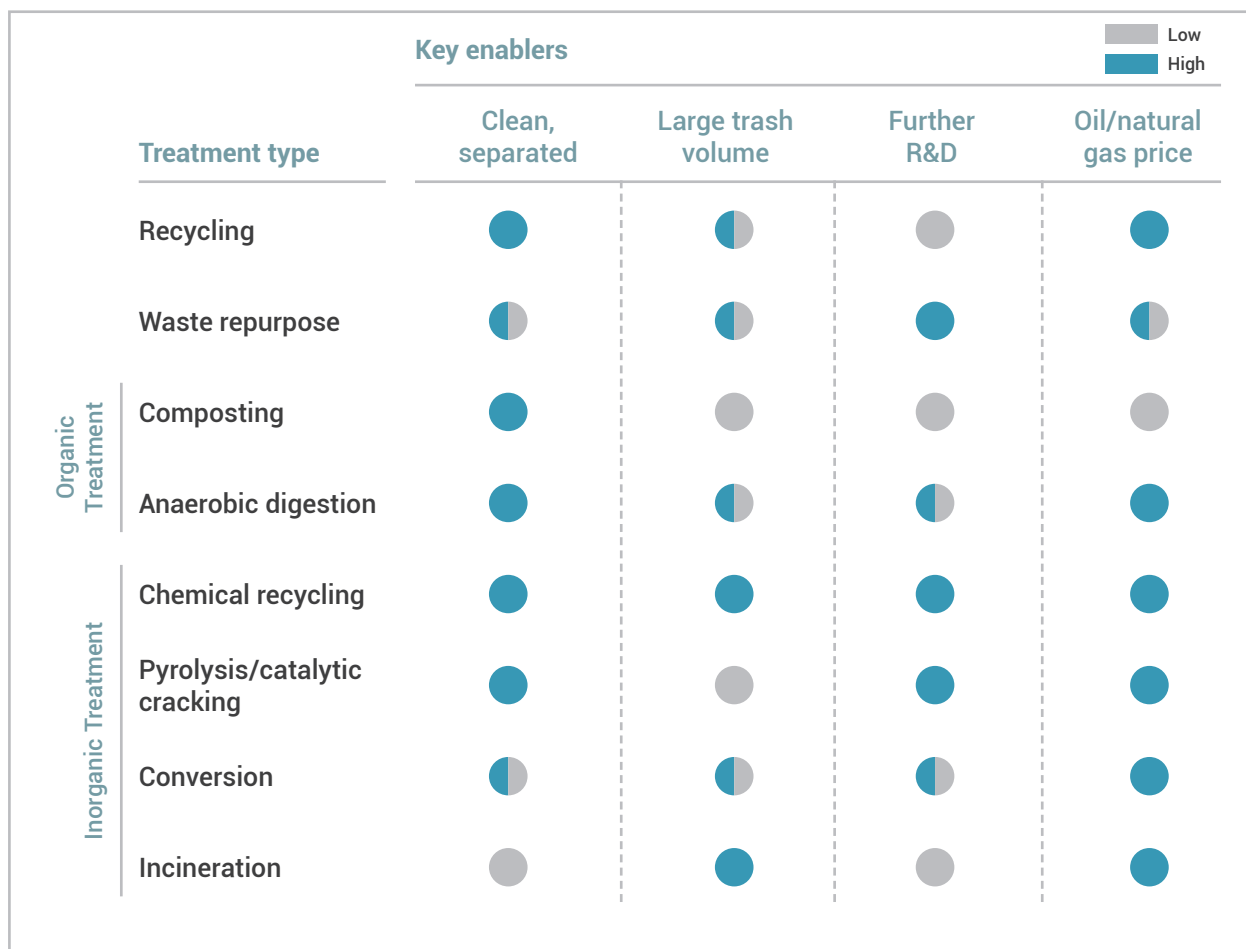 Key enablers
Low
High
Treatment type
Clean,
separated
Large trash
volume
Further
R&D
Oil/natural
gas price
Recycling
Waste repurpose
Organic
Treatment
Composting
Anaerobic digestion
Inorganic Treatment
Chemical recycling
Pyrolysis/catalytic
cracking
Conversion
Incineration